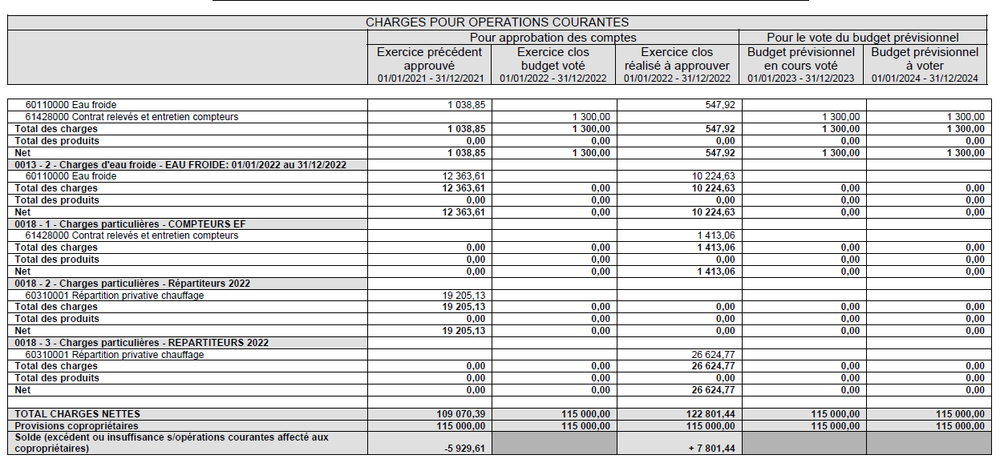 CHARGES POUR OPERATIONS COURANTES
Pour approbation des comptes Pour le vote du budget prévisionnel
Exercice précédent Exercice clos Exercice clos Budget prévisionnel Budget prévisionnel
approuvé budget voté réalisé à approuver en cours voté à voter
01/01/2021 - 31/12/2021 01/01/2022 - 31/12/2022 01/01/2022 - 31/12/2022 01/01/2023 - 31/12/2023 01/01/2024 - 31/12/2024
60110000 Eau froide 1 038,85 547,92
61428000 Contrat relevés et entretien compteurs 1 300,00 1 300,00 1 300,00
Total des charges 1 038,85 1 300,00 547,92 1 300,00 1 300,00
Total des produits 0,00 0,00 0,00 0,00 0,00
Net 1 038,85 1 300,00 547,92 1 300,00 1 300,00
0013 - 2 - Charges d'eau froide - EAU FROIDE: 01/01/2022 au 31/12/2022
60110000 Eau froide 12 363,61 10 224,63
Total des charges 12 363,61 0,00 10 224,63 0,00 0,00
Total des produits 0,00 0,00 0,00 0,00 0,00
Net 12 363,61 0,00 10 224,63 0,00 0,00
0018 - 1 - Charges particulières - COMPTEURS EF
61428000 Contrat relevés et entretien compteurs 1 413,06
Total des charges 0,00 0,00 1 413,06 0,00 0,00
Total des produits 0,00 0,00 0,00 0,00 0,00
Net 0,00 0,00 1 413,06 0,00 0,00
0018 - 2 - Charges particulières - Répartiteurs 2022
60310001 Répartition privative chauffage 19 205,13
Total des charges 19 205,13 0,00 0,00 0,00 0,00
Total des produits 0,00 0,00 0,00 0,00 0,00
Net 19 205,13 0,00 0,00 0,00 0,00
0018 - 3 - Charges particulières - REPARTITEURS 2022
60310001 Répartition privative chauffage 26 624,77
Total des charges 0,00 0,00 26 624,77 0,00 0,00
Total des produits 0,00 0,00 0,00 0,00 0,00
Net 0,00 0,00 26 624,77 0,00 0,00
TOTAL CHARGES NETTES 109 070,39 115 000,00 122 801,44 115 000,00 115 000,00
Provisions copropriétaires 115 000,00 115 000,00 115 000,00 115 000,00 115 000,00
Solde (excédent ou insuffisance s/opérations courantes affecté aux
copropriétaires) -5 929,61 + 7 801,44